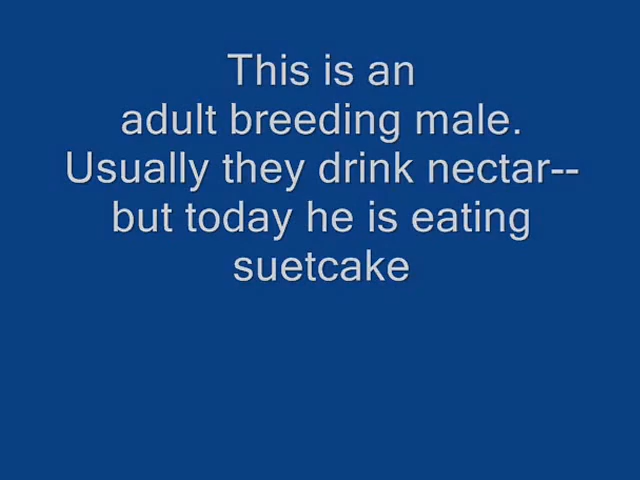 This is an
adult breeding male.
Usually they drink nectar--
but today he is eating
suetcake